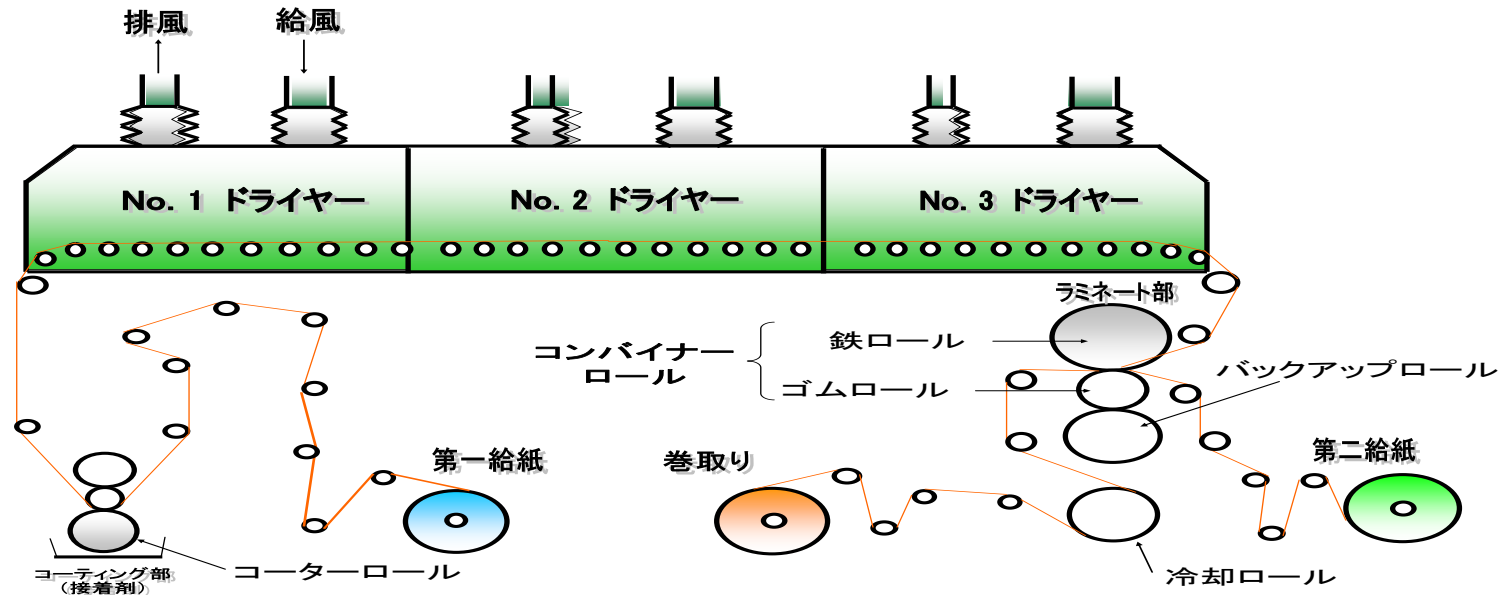 排風
給風
No. 1 ドライヤー
No. 2 ドライヤー
No. 3 ドライヤー
ラミネート部
コンバイナー
ロール
鉄ロール
ゴムロール
バックアップロール
第一給紙
巻取り
第二給紙
コーターロール
コーティング部
(接着剤)
冷却ロール